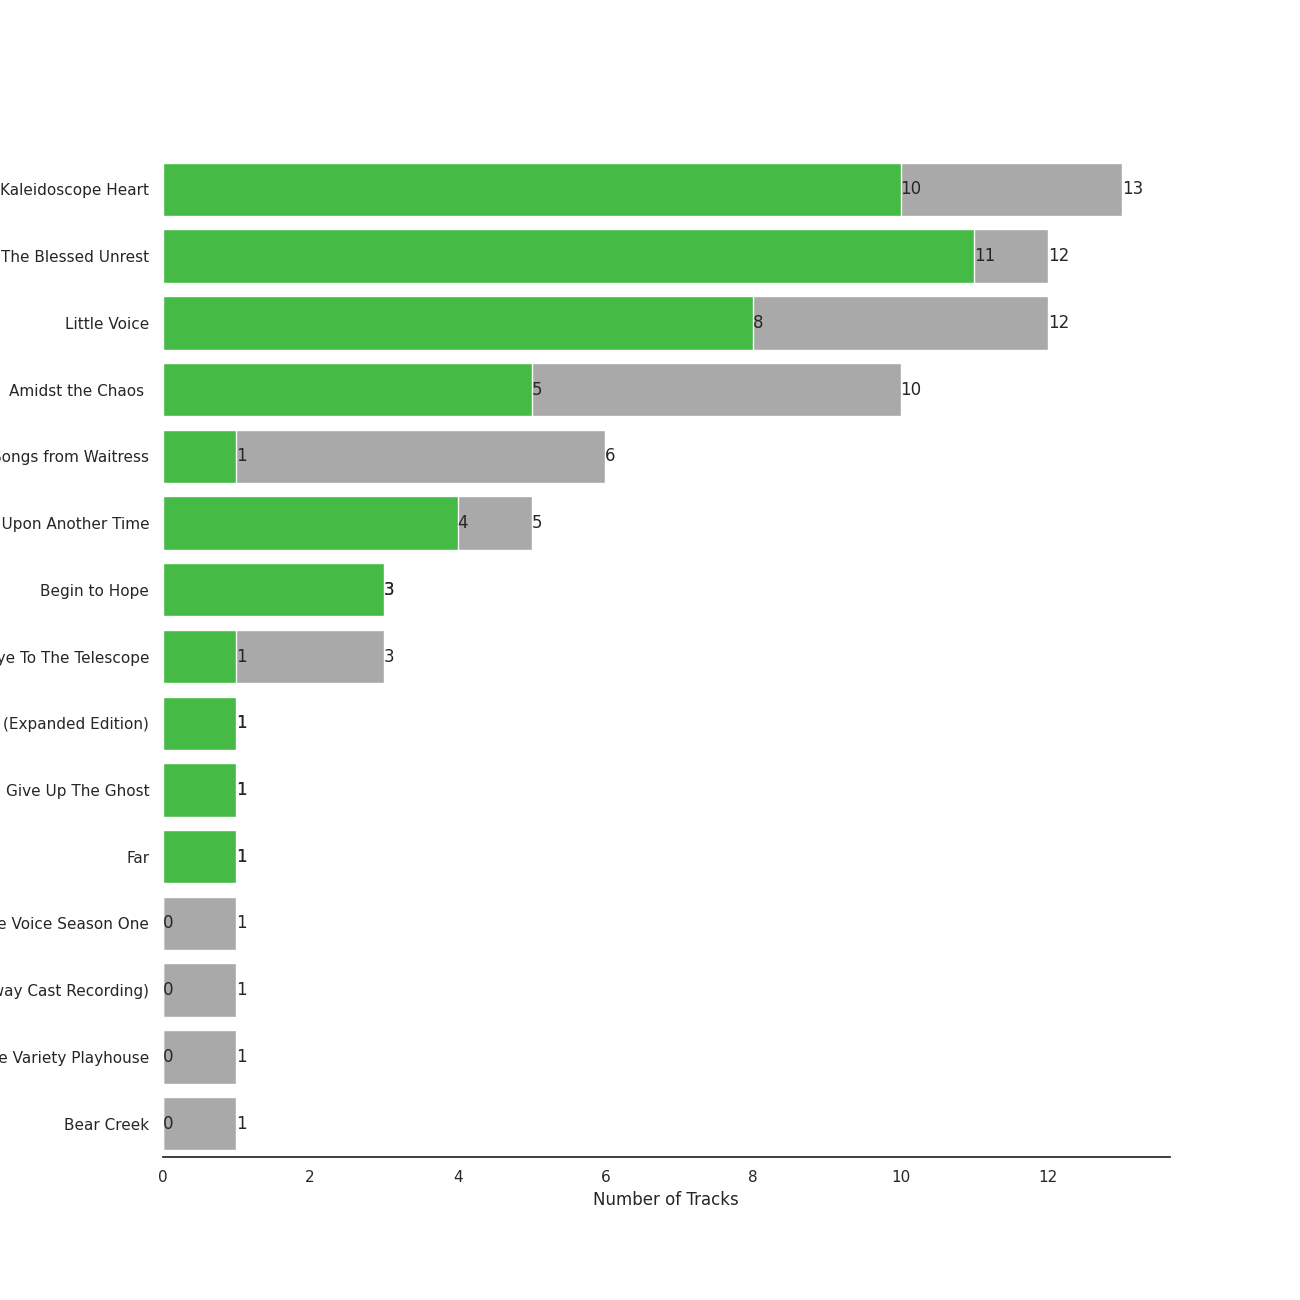 Kaleidoscope Heart 10 13
The Blessed Unrest 11 12
Little Voice 8 12
Amidst the Chaos 5 10
ongs from Waitress 1 6
Upon Another Time 4 5
Begin to Hope 3
ye To The Telescope 1 3
(Expanded Edition) 1
Give Up The Ghost 1
Far 1
e Voice Season One 0 1
way Cast Recording) 0 1
e Variety Playhouse 0 1
Bear Creek 0 1
0 2 4 6 8 10 12
Number of Tracks